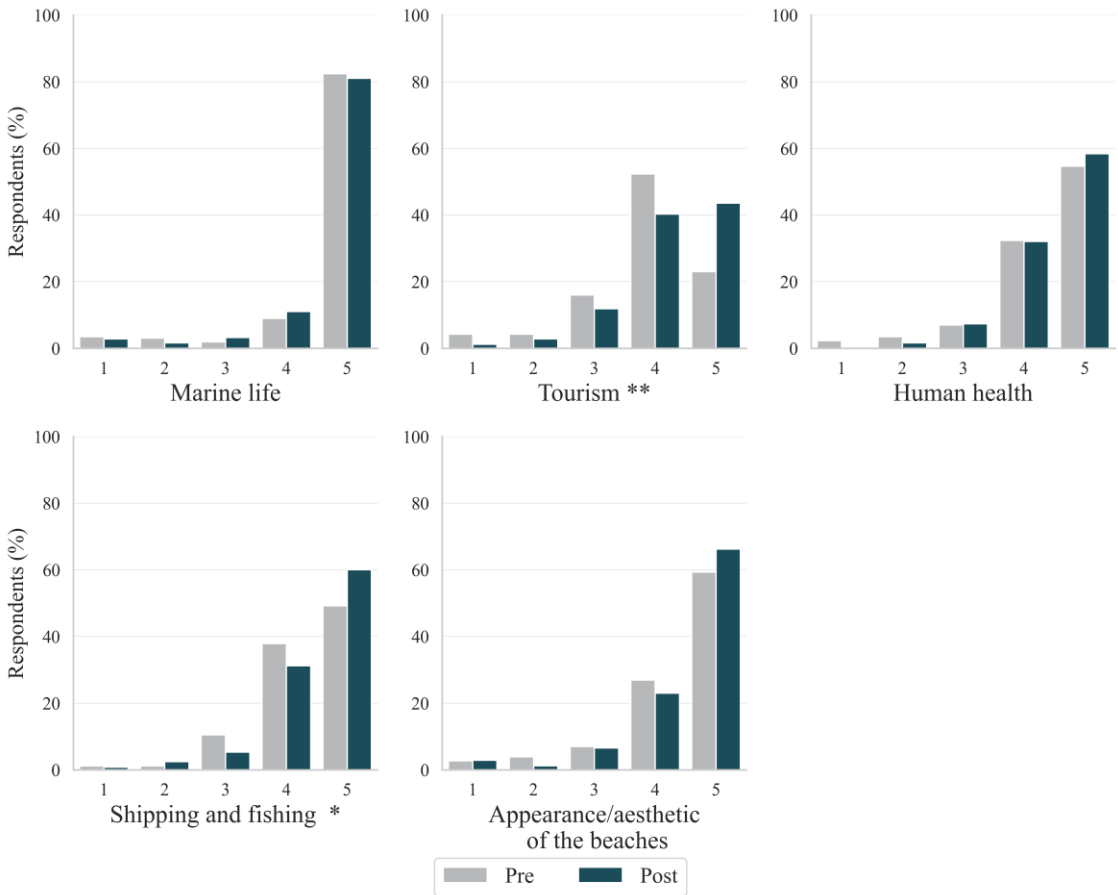 100 100 100
80 80 80
60 60 60
40 40 40
20 20 20
0 0 0
Respondents (%)
1 2 3 4 5 1 2 3 4 5 1 2 3 4 5
Marine life Tourism ** Human health
100 100
80 80
60 60
40 40
20 20
0 0
Respondents (%)
1 2 3 4 5 1 2 3 4 5
Shipping and fishing * Appearance/aesthetic
of the beaches
Pre Post